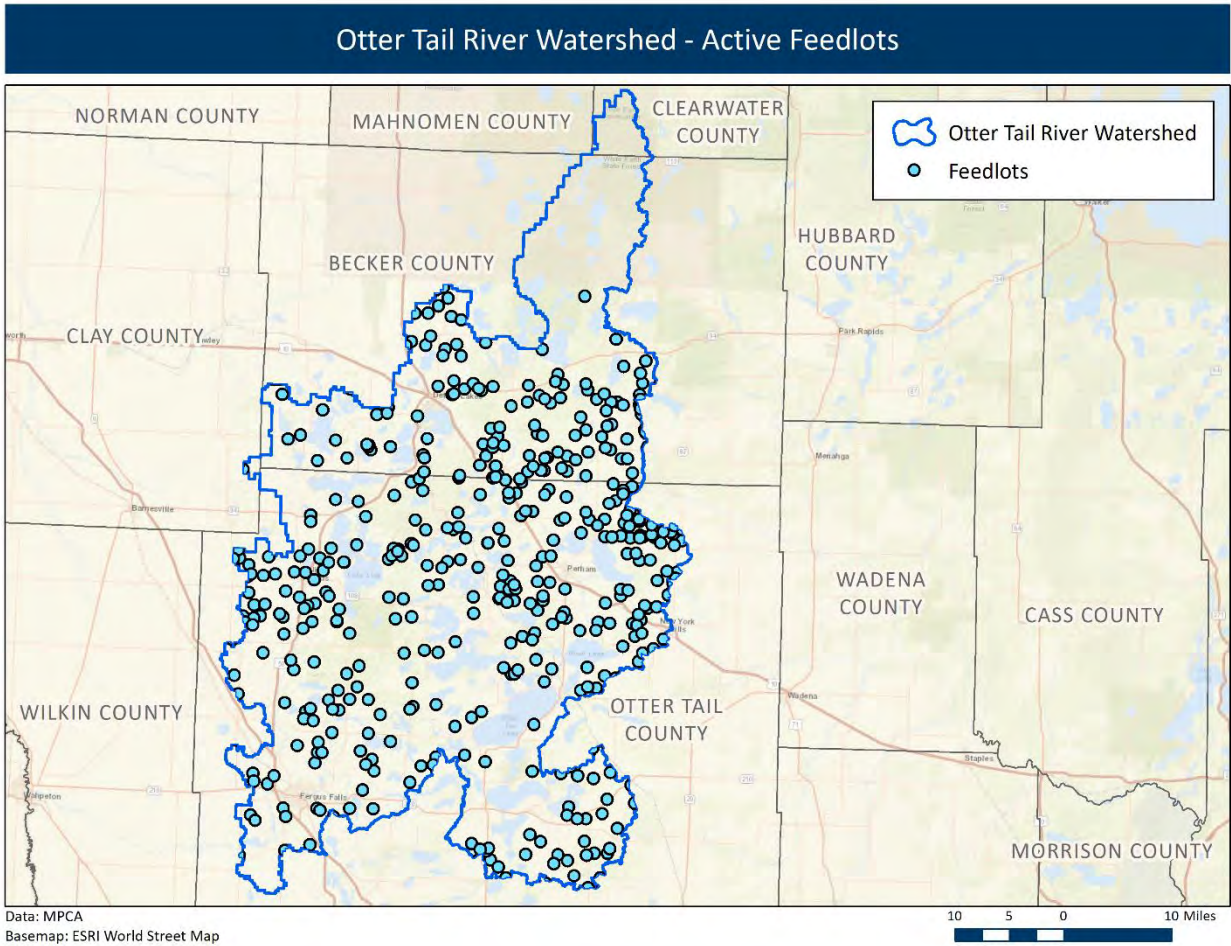 Otter Tail River Watershed - Active Feedlots
NORMAN COUNTY
MAHNOMEN COUNTY
CLEARWATER
COUNTY
Otter Tail River Watershed
Feedlots
HUBBARD
COUNTY
BECKER COUNTY
CLAY COUNTY
Park Rapids
Menahga
Barnesville
Perham
WADENA
COUNTY
CASS COUNTY
New York
Mills
WILKIN COUNTY
OTTER TAIL
COUNTY
Wadena
Staples
Wahpeton
Fergus Falls
MORRISON COUNTY
Data: MPCA
Basemap: ESRI World Street Map
10 5 0 10 Miles